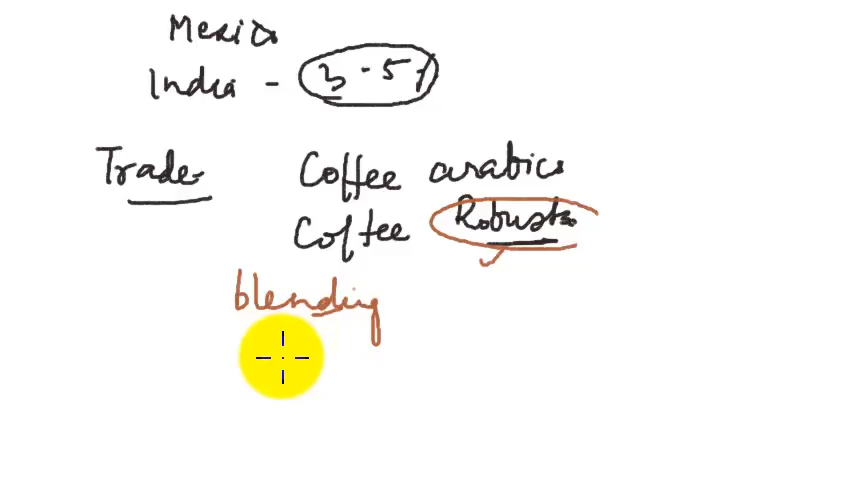 Mexico
India - 3.5%
Trade Coffee arabica
Coffee Robusta
blending